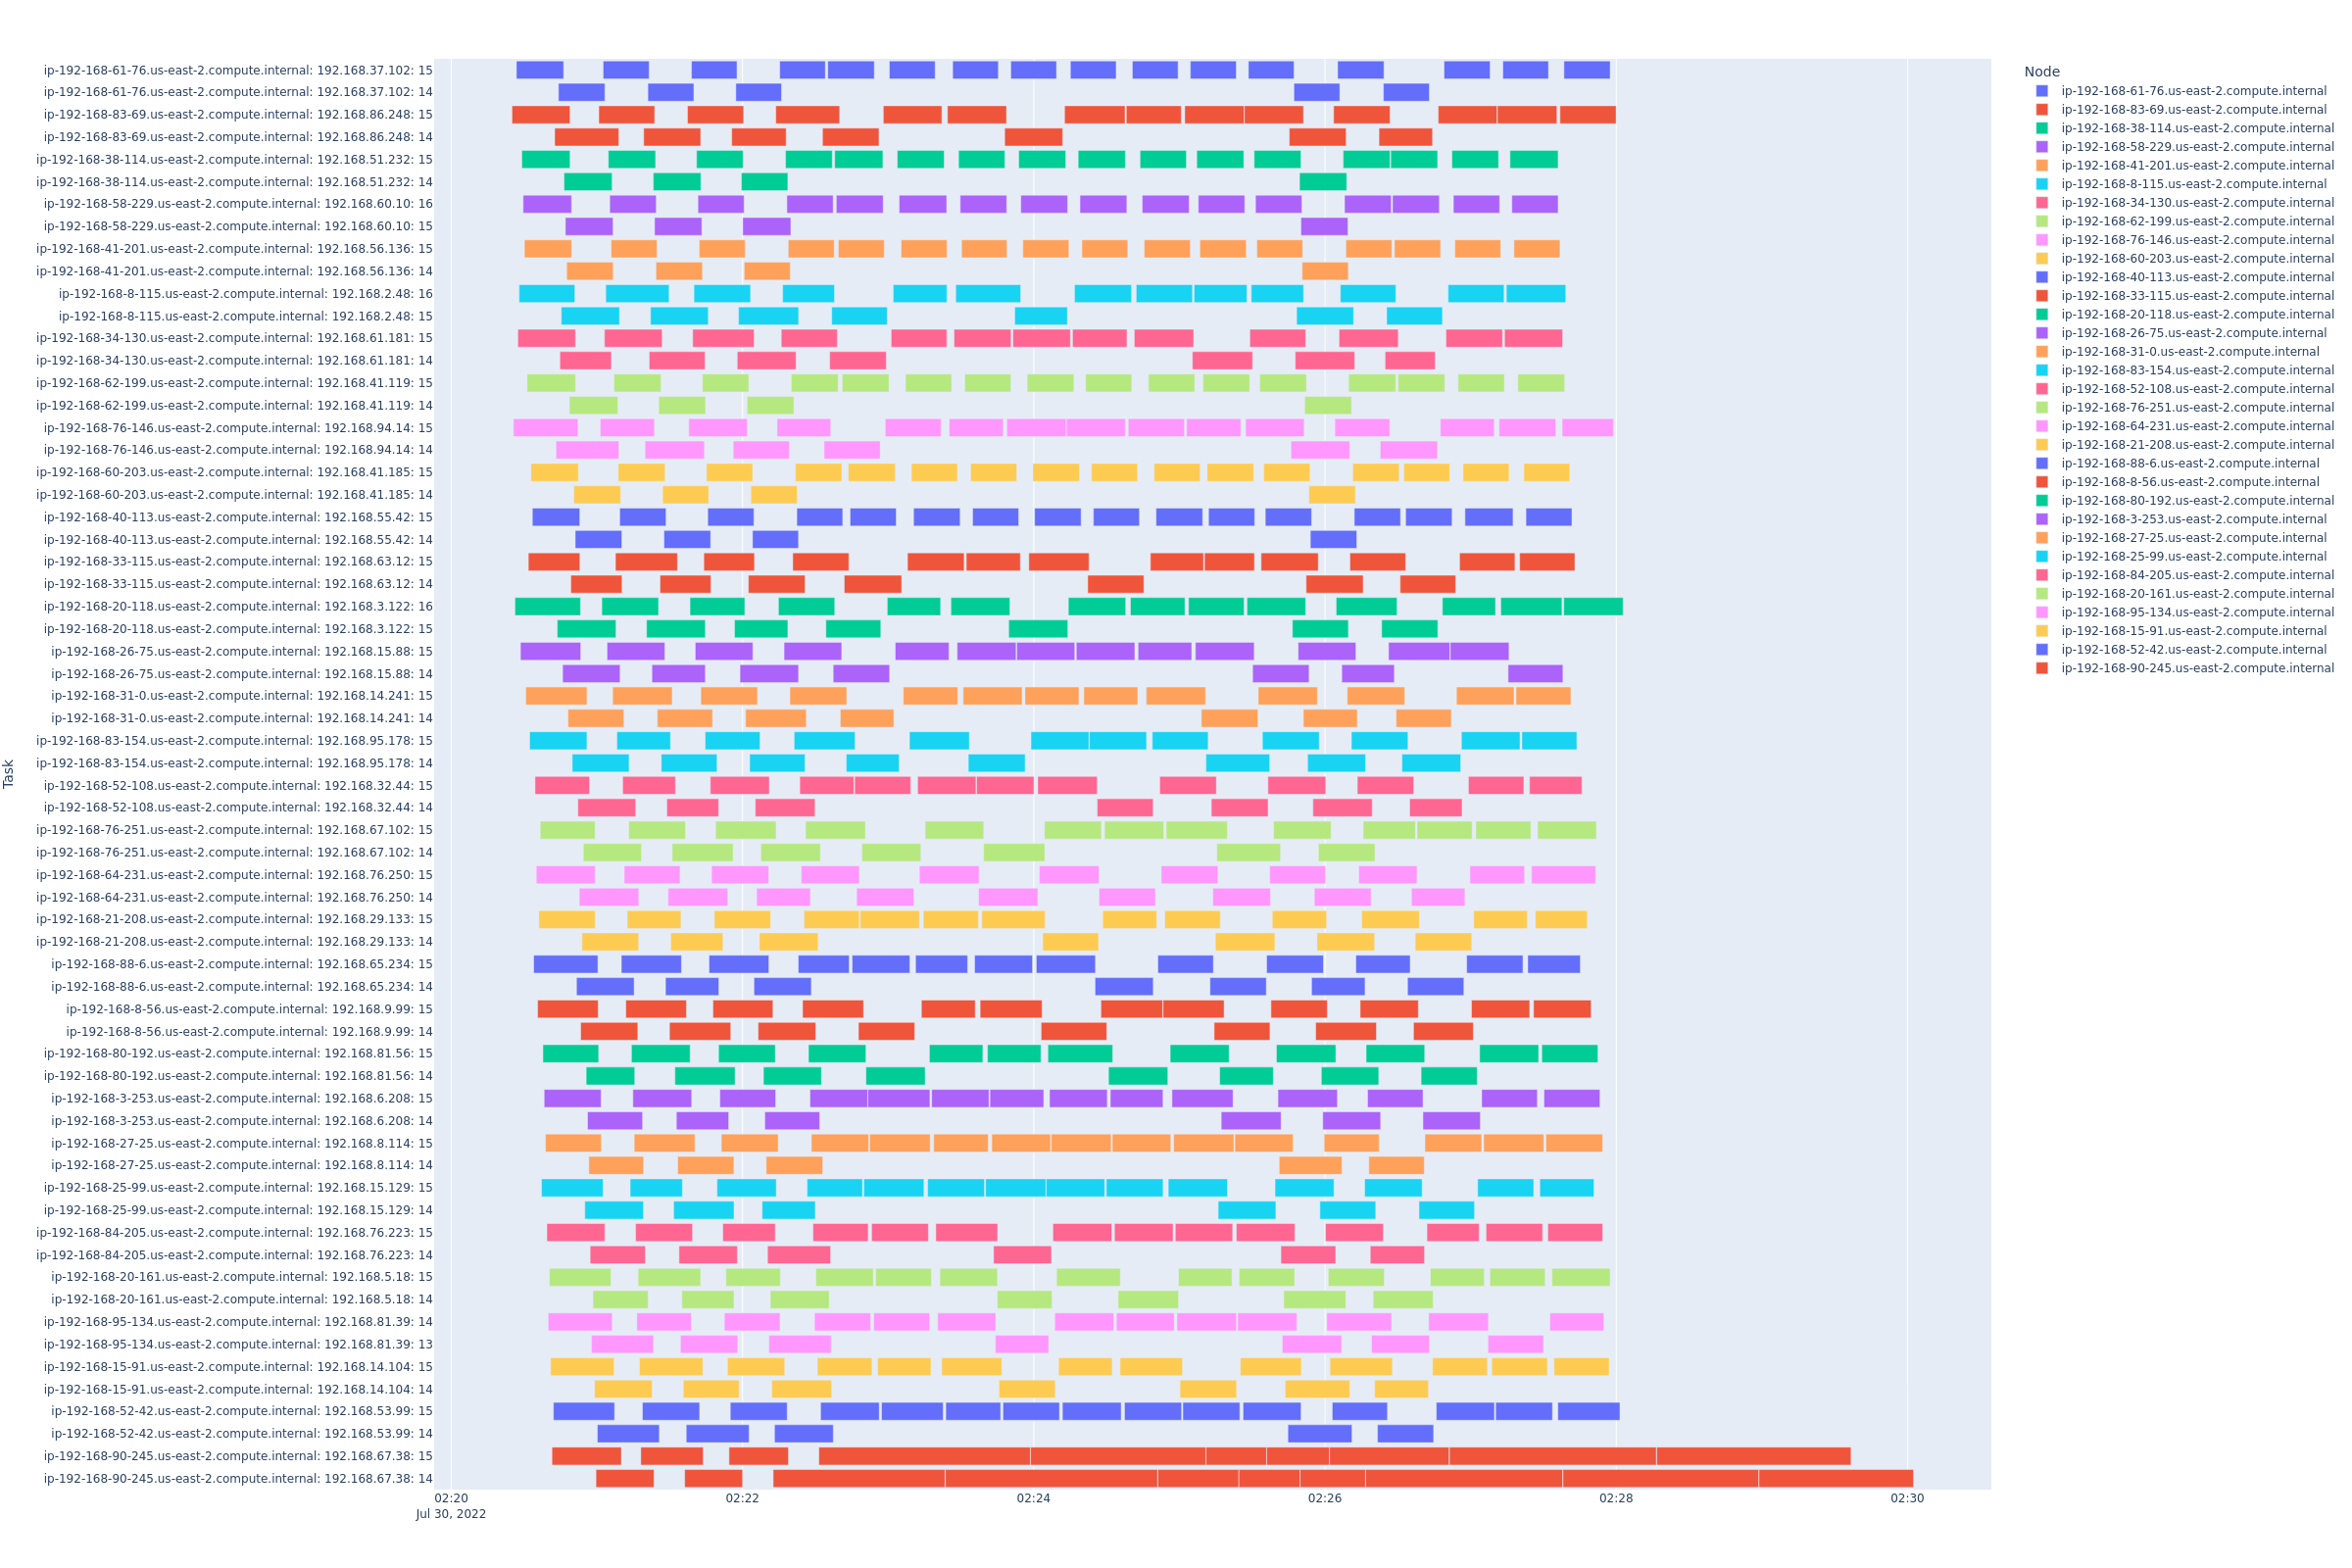 ip-192-168-61-76.us-east-2.compute.internal: 192.168.37.102: 15
ip-192-168-61-76.us-east-2.compute.internal: 192.168.37.102: 14
ip-192-168-83-69.us-east-2.compute.internal: 192.168.86.248: 15
ip-192-168-83-69.us-east-2.compute.internal: 192.168.86.248: 14
ip-192-168-38-114.us-east-2.compute.internal: 192.168.51.232: 15
ip-192-168-38-114.us-east-2.compute.internal: 192.168.51.232: 14
ip-192-168-58-229.us-east-2.compute.internal: 192.168.60.10: 16
ip-192-168-58-229.us-east-2.compute.internal: 192.168.60.10: 15
ip-192-168-41-201.us-east-2.compute.internal: 192.168.56.136: 15
ip-192-168-41-201.us-east-2.compute.internal: 192.168.56.136: 14
ip-192-168-8-115.us-east-2.compute.internal: 192.168.2.48: 16
ip-192-168-8-115.us-east-2.compute.internal: 192.168.2.48: 15
ip-192-168-34-130.us-east-2.compute.internal: 192.168.61.181: 15
ip-192-168-34-130.us-east-2.compute.internal: 192.168.61.181: 14
ip-192-168-62-199.us-east-2.compute.internal: 192.168.41.119: 15
ip-192-168-62-199.us-east-2.compute.internal: 192.168.41.119: 14
ip-192-168-76-146.us-east-2.compute.internal: 192.168.94.14: 15
ip-192-168-76-146.us-east-2.compute.internal: 192.168.94.14: 14
ip-192-168-60-203.us-east-2.compute.internal: 192.168.41.185: 15
ip-192-168-60-203.us-east-2.compute.internal: 192.168.41.185: 14
ip-192-168-40-113.us-east-2.compute.internal: 192.168.55.42: 15
ip-192-168-40-113.us-east-2.compute.internal: 192.168.55.42: 14
ip-192-168-33-115.us-east-2.compute.internal: 192.168.63.12: 15
ip-192-168-33-115.us-east-2.compute.internal: 192.168.63.12: 14
ip-192-168-20-118.us-east-2.compute.internal: 192.168.3.122: 16
ip-192-168-20-118.us-east-2.compute.internal: 192.168.3.122: 15
ip-192-168-26-75.us-east-2.compute.internal: 192.168.15.88: 15
ip-192-168-26-75.us-east-2.compute.internal: 192.168.15.88: 14
ip-192-168-31-0.us-east-2.compute.internal: 192.168.14.241: 15
ip-192-168-31-0.us-east-2.compute.internal: 192.168.14.241: 14
ip-192-168-83-154.us-east-2.compute.internal: 192.168.95.178: 15
ip-192-168-83-154.us-east-2.compute.internal: 192.168.95.178: 14
ip-192-168-52-108.us-east-2.compute.internal: 192.168.32.44: 15
ip-192-168-52-108.us-east-2.compute.internal: 192.168.32.44: 14
ip-192-168-76-251.us-east-2.compute.internal: 192.168.67.102: 15
ip-192-168-76-251.us-east-2.compute.internal: 192.168.67.102: 14
ip-192-168-64-231.us-east-2.compute.internal: 192.168.76.250: 15
ip-192-168-64-231.us-east-2.compute.internal: 192.168.76.250: 14
ip-192-168-21-208.us-east-2.compute.internal: 192.168.29.133: 15
ip-192-168-21-208.us-east-2.compute.internal: 192.168.29.133: 14
ip-192-168-88-6.us-east-2.compute.internal: 192.168.65.234: 15
ip-192-168-88-6.us-east-2.compute.internal: 192.168.65.234: 14
ip-192-168-8-56.us-east-2.compute.internal: 192.168.9.99: 15
ip-192-168-8-56.us-east-2.compute.internal: 192.168.9.99: 14
ip-192-168-80-192.us-east-2.compute.internal: 192.168.81.56: 15
ip-192-168-80-192.us-east-2.compute.internal: 192.168.81.56: 14
ip-192-168-3-253.us-east-2.compute.internal: 192.168.6.208: 15
ip-192-168-3-253.us-east-2.compute.internal: 192.168.6.208: 14
ip-192-168-27-25.us-east-2.compute.internal: 192.168.8.114: 15
ip-192-168-27-25.us-east-2.compute.internal: 192.168.8.114: 14
ip-192-168-25-99.us-east-2.compute.internal: 192.168.15.129: 15
ip-192-168-25-99.us-east-2.compute.internal: 192.168.15.129: 14
ip-192-168-84-205.us-east-2.compute.internal: 192.168.76.223: 15
ip-192-168-84-205.us-east-2.compute.internal: 192.168.76.223: 14
ip-192-168-20-161.us-east-2.compute.internal: 192.168.5.18: 15
ip-192-168-20-161.us-east-2.compute.internal: 192.168.5.18: 14
ip-192-168-95-134.us-east-2.compute.internal: 192.168.81.39: 14
ip-192-168-95-134.us-east-2.compute.internal: 192.168.81.39: 13
ip-192-168-15-91.us-east-2.compute.internal: 192.168.14.104: 15
ip-192-168-15-91.us-east-2.compute.internal: 192.168.14.104: 14
ip-192-168-52-42.us-east-2.compute.internal: 192.168.53.99: 15
ip-192-168-52-42.us-east-2.compute.internal: 192.168.53.99: 14
ip-192-168-90-245.us-east-2.compute.internal: 192.168.67.38: 15
ip-192-168-90-245.us-east-2.compute.internal: 192.168.67.38: 14
Task
02:20
Jul 30, 2022
02:22
02:24
02:26
02:28
02:30
Node
ip-192-168-61-76.us-east-2.compute.internal
ip-192-168-83-69.us-east-2.compute.internal
ip-192-168-38-114.us-east-2.compute.internal
ip-192-168-58-229.us-east-2.compute.internal
ip-192-168-41-201.us-east-2.compute.internal
ip-192-168-8-115.us-east-2.compute.internal
ip-192-168-34-130.us-east-2.compute.internal
ip-192-168-62-199.us-east-2.compute.internal
ip-192-168-76-146.us-east-2.compute.internal
ip-192-168-60-203.us-east-2.compute.internal
ip-192-168-40-113.us-east-2.compute.internal
ip-192-168-33-115.us-east-2.compute.internal
ip-192-168-20-118.us-east-2.compute.internal
ip-192-168-26-75.us-east-2.compute.internal
ip-192-168-31-0.us-east-2.compute.internal
ip-192-168-83-154.us-east-2.compute.internal
ip-192-168-52-108.us-east-2.compute.internal
ip-192-168-76-251.us-east-2.compute.internal
ip-192-168-64-231.us-east-2.compute.internal
ip-192-168-21-208.us-east-2.compute.internal
ip-192-168-88-6.us-east-2.compute.internal
ip-192-168-8-56.us-east-2.compute.internal
ip-192-168-80-192.us-east-2.compute.internal
ip-192-168-3-253.us-east-2.compute.internal
ip-192-168-27-25.us-east-2.compute.internal
ip-192-168-25-99.us-east-2.compute.internal
ip-192-168-84-205.us-east-2.compute.internal
ip-192-168-20-161.us-east-2.compute.internal
ip-192-168-95-134.us-east-2.compute.internal
ip-192-168-15-91.us-east-2.compute.internal
ip-192-168-52-42.us-east-2.compute.internal
ip-192-168-90-245.us-east-2.compute.internal